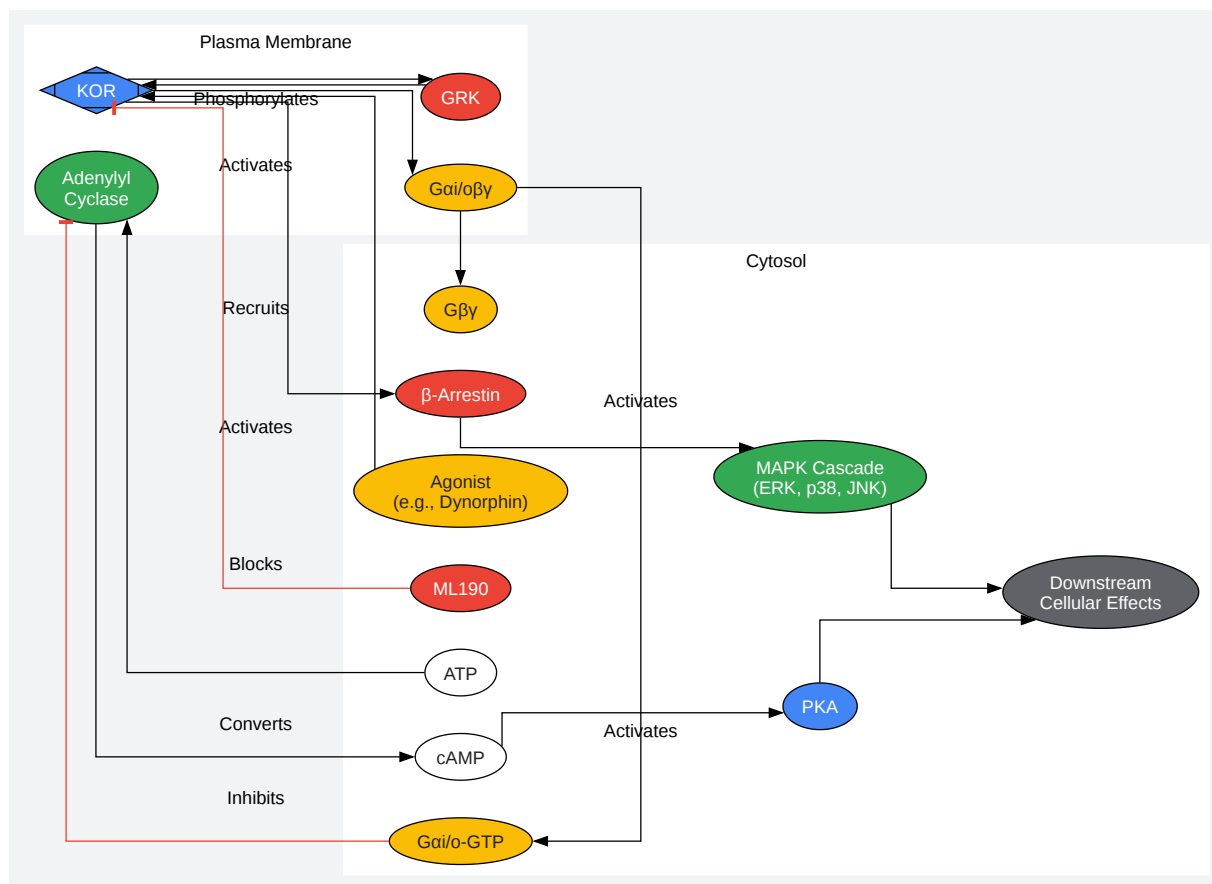 Plasma Membrane
KOR
Phosphorylates
GRK
Activates
Adenylyl
Cyclase
Gαi/oβγ
Cytosol
Recruits
Gβγ
β-Arrestin
Activates
Activates
MAPK Cascade
(ERK, p38, JNK)
Agonist
(e.g., Dynorphin)
Blocks
ML190
Downstream
Cellular Effects
ATP
PKA
Converts
Activates
cAMP
Inhibits
Gαi/o-GTP